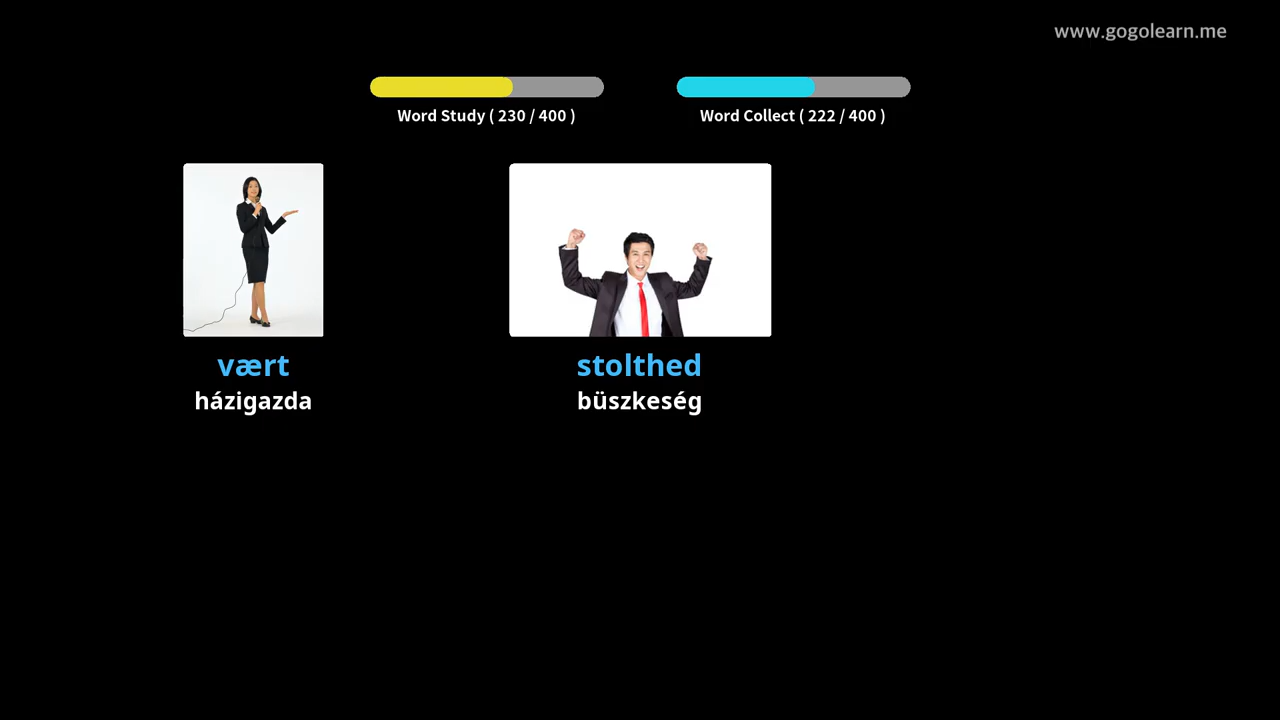 www.gogolearn.me
Word Study ( 230 / 400 )
Word Collect ( 222 / 400 )
vært
házigazda
stolthed
büszkeség